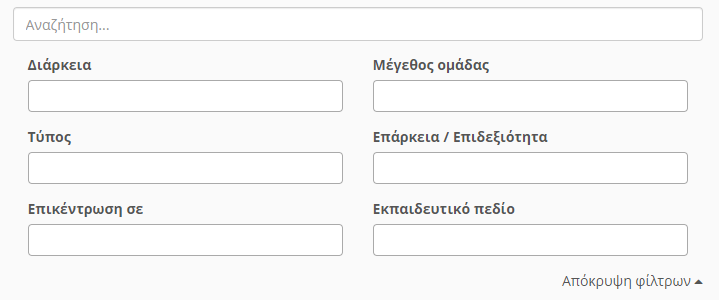 Αναζήτηση...
Διάρκεια
Μέγεθος ομάδας
Τύπος
Επάρκεια / Επιδεξιότητα
Επικέντρωση σε
Εκπαιδευτικό πεδίο
Απόκρυψη φίλτρων